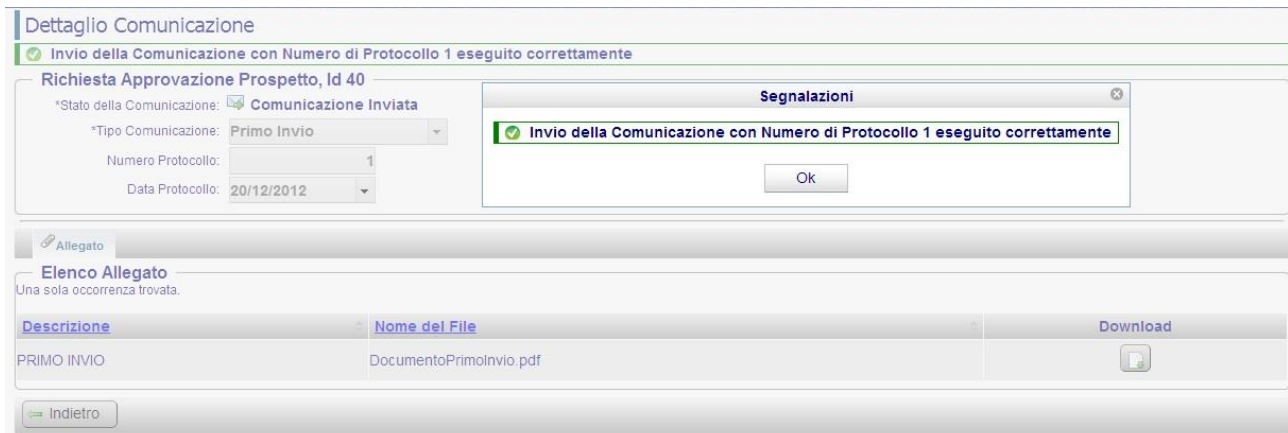 Dettaglio Comunicazione
Invio della Comunicazione con Numero di Protocollo 1 eseguito correttamente
Richiesta Approvazione Prospetto, Id 40
*Stato della Comunicazione: Comunicazione Inviata
*Tipo Comunicazione: Primo Invio
Numero Protocollo: 1
Data Protocollo: 20/12/2012
Segnalazioni
Invio della Comunicazione con Numero di Protocollo 1 eseguito correttamente
Ok
Allegato
Elenco Allegato
Una sola occorrenza trovata.
Descrizione Nome del File Download
PRIMO INVIO DocumentoPrimoInvio.pdf
Indietro